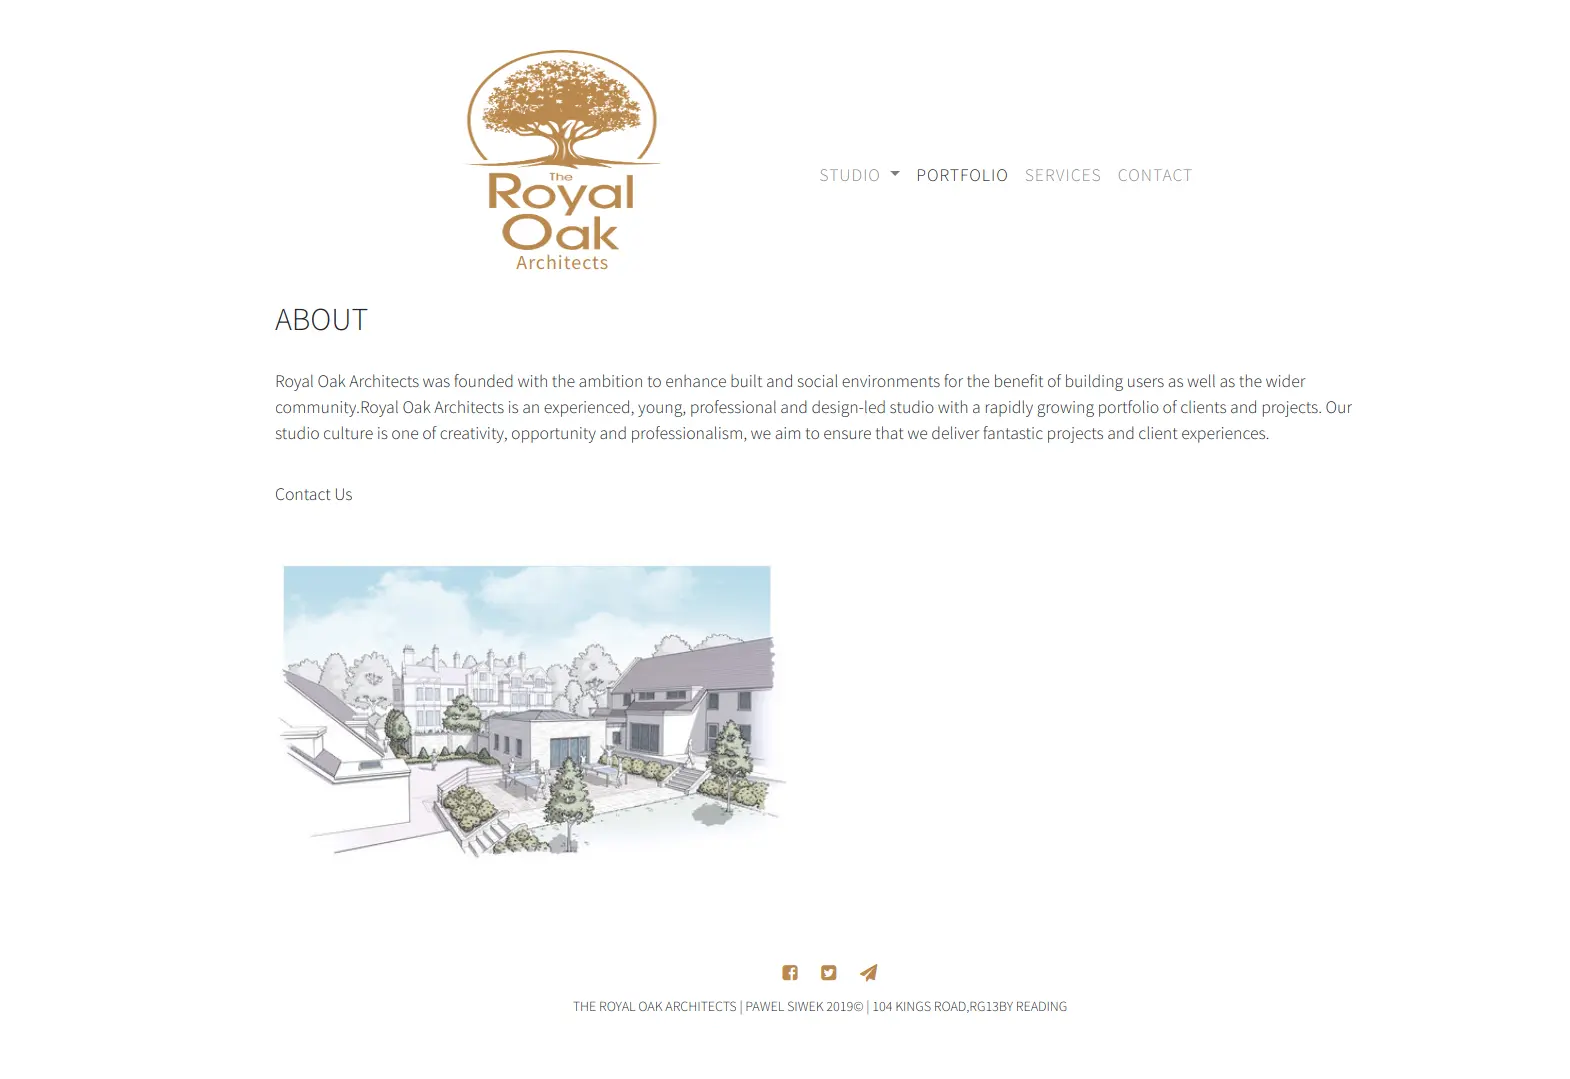 The
Royal
Oak
Architects
STUDIO PORTFOLIO SERVICES CONTACT
ABOUT
Royal Oak Architects was founded with the ambition to enhance built and social environments for the benefit of building users as well as the wider
community.Royal Oak Architects is an experienced, young, professional and design-led studio with a rapidly growing portfolio of clients and projects. Our
studio culture is one of creativity, opportunity and professionalism, we aim to ensure that we deliver fantastic projects and client experiences.
Contact Us
THE ROYAL OAK ARCHITECTS | PAWEL SIWEK 2019© | 104 KINGS ROAD,RG13BY READING